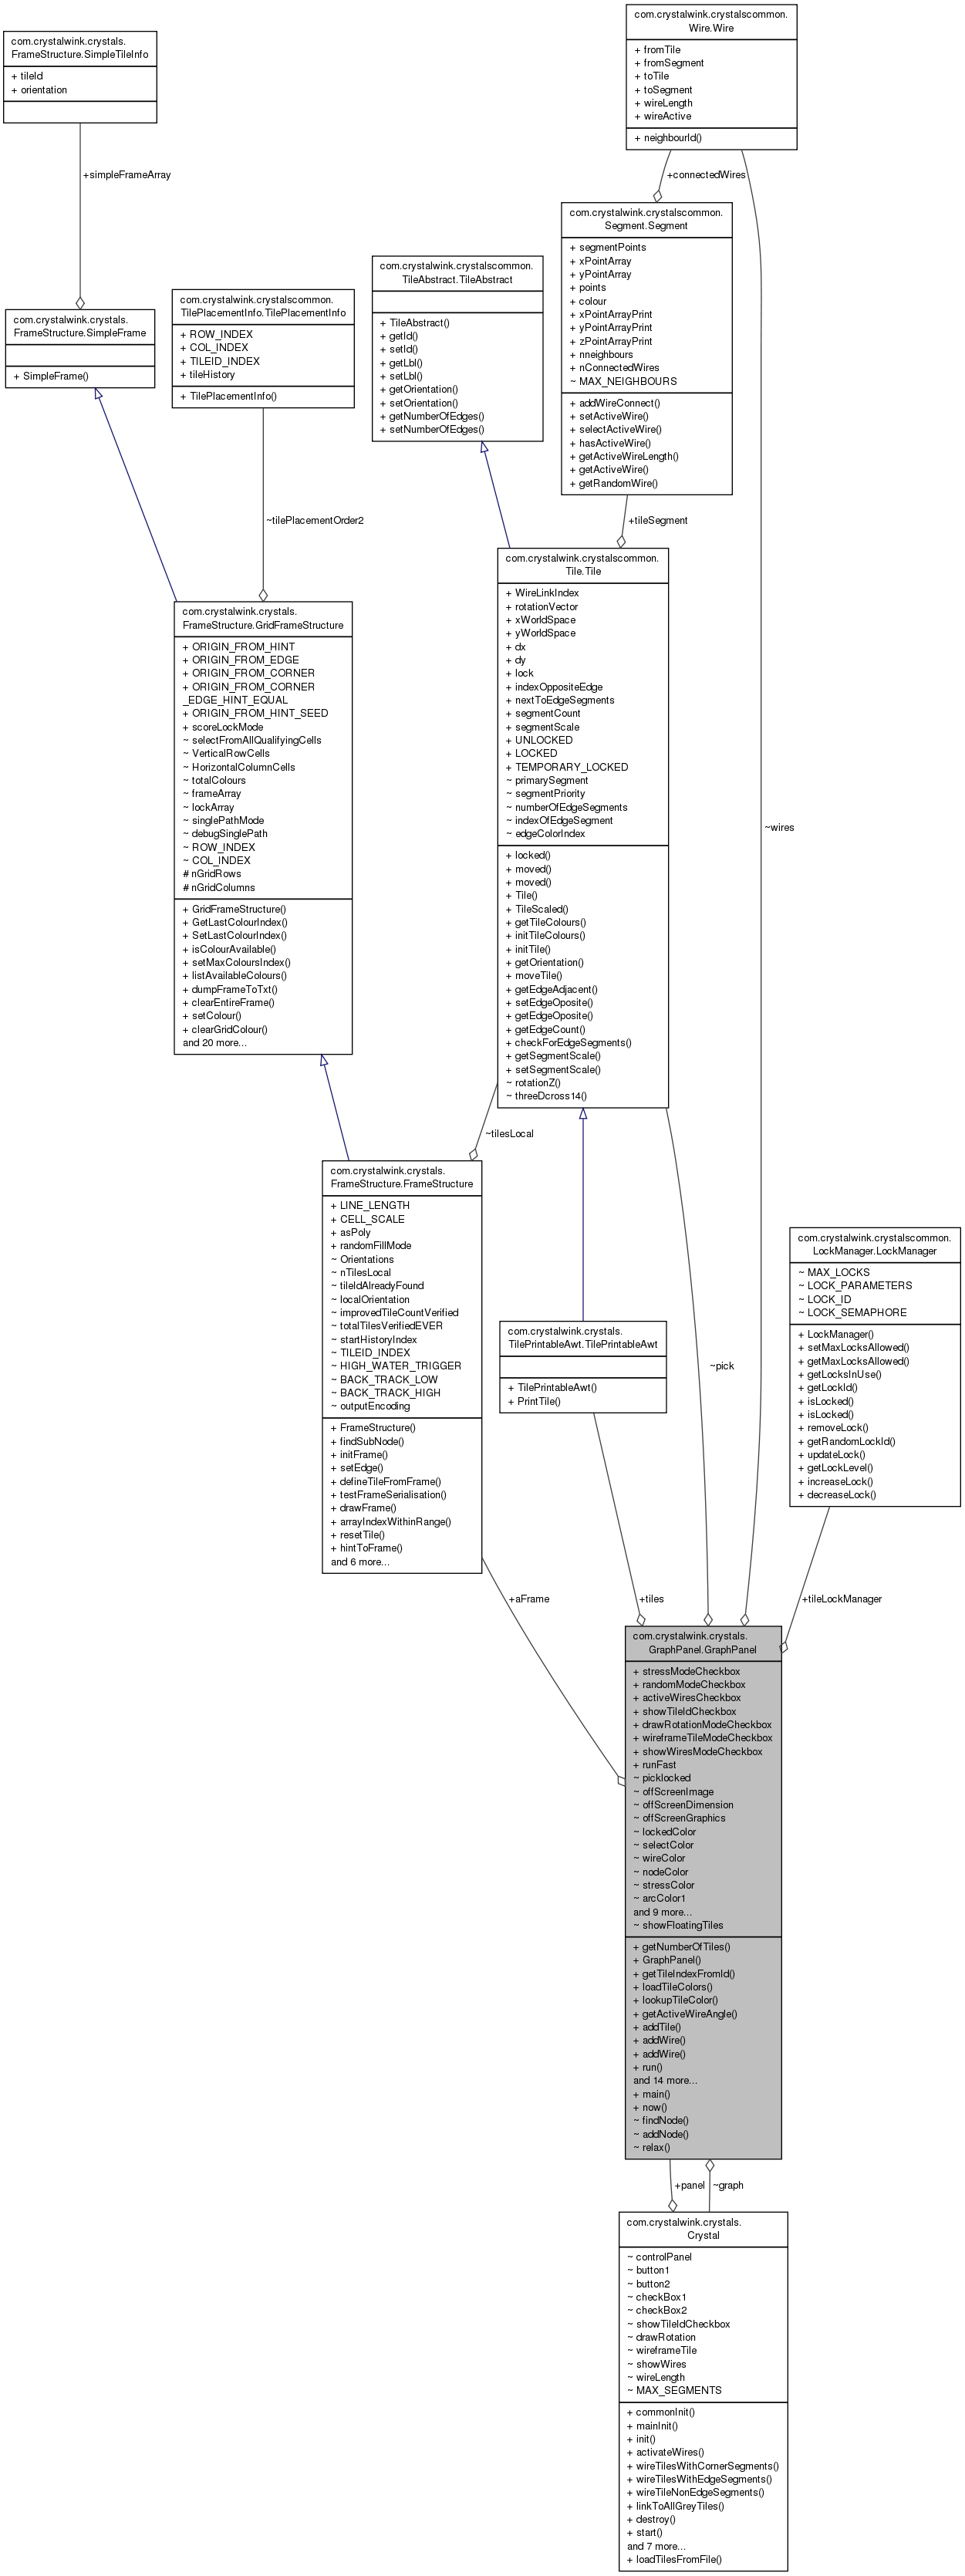 com.crystalwink.crystalscommon.
Wire.Wire
+ fromTile
+ fromSegment
+ toTile
+ toSegment
+ wireLength
+ wireActive
+ neighbourId()
com.crystalwink.crystals.
FrameStructure.SimpleTileInfo
+ tileId
+ orientation
+simpleFrameArray
+connectedWires
com.crystalwink.crystalscommon.
Segment.Segment
+ segmentPoints
+ xPointArray
+ yPointArray
+ points
+ colour
+ xPointArrayPrint
+ yPointArrayPrint
+ zPointArrayPrint
+ nneighbours
+ nConnectedWires
~ MAX_NEIGHBOURS
+ addWireConnect()
+ setActiveWire()
+ selectActiveWire()
+ hasActiveWire()
+ getActiveWireLength()
+ getActiveWire()
+ getRandomWire()
com.crystalwink.crystalscommon.
TileAbstract.TileAbstract
+ TileAbstract()
+ getId()
+ setId()
+ getLbl()
+ setLbl()
+ getOrientation()
+ setOrientation()
+ getNumberOfEdges()
+ setNumberOfEdges()
com.crystalwink.crystalscommon.
TilePlacementInfo.TilePlacementInfo
+ ROW_INDEX
+ COL_INDEX
+ TILEID_INDEX
+ tileHistory
+ TilePlacementInfo()
com.crystalwink.crystals.
FrameStructure.SimpleFrame
+ SimpleFrame()
~tilePlacementOrder2
+tileSegment
com.crystalwink.crystalscommon.
Tile.Tile
+ WireLinkIndex
+ rotationVector
+ xWorldSpace
+ yWorldSpace
+ dx
+ dy
+ lock
+ indexOppositeEdge
+ nextToEdgeSegments
+ segmentCount
+ segmentScale
+ UNLOCKED
+ LOCKED
+ TEMPORARY_LOCKED
~ primarySegment
~ segmentPriority
~ numberOfEdgeSegments
~ indexOfEdgeSegment
~ edgeColorIndex
+ locked()
+ moved()
+ moved()
+ Tile()
+ TileScaled()
+ getTileColours()
+ initTileColours()
+ initTile()
+ getOrientation()
+ moveTile()
+ getEdgeAdjacent()
+ setEdgeOposite()
+ getEdgeOposite()
+ getEdgeCount()
+ checkForEdgeSegments()
+ getSegmentScale()
+ setSegmentScale()
~ rotationZ()
~ threeDcross14()
com.crystalwink.crystals.
FrameStructure.GridFrameStructure
+ ORIGIN_FROM_HINT
+ ORIGIN_FROM_EDGE
+ ORIGIN_FROM_CORNER
+ ORIGIN_FROM_CORNER
_EDGE_HINT_EQUAL
+ ORIGIN_FROM_HINT_SEED
+ scoreLockMode
~ selectFromAllQualifyingCells
~ VerticalRowCells
~ HorizontalColumnCells
~ totalColours
~ frameArray
~ lockArray
~ singlePathMode
~ debugSinglePath
~ ROW_INDEX
~ COL_INDEX
# nGridRows
# nGridColumns
+ GridFrameStructure()
+ GetLastColourIndex()
+ SetLastColourIndex()
+ isColourAvailable()
+ setMaxColoursIndex()
+ listAvailableColours()
+ dumpFrameToTxt()
+ clearEntireFrame()
+ setColour()
+ clearGridColour()
and 20 more...
~wires
~tilesLocal
com.crystalwink.crystals.
FrameStructure.FrameStructure
+ LINE_LENGTH
+ CELL_SCALE
+ asPoly
+ randomFillMode
~ Orientations
~ nTilesLocal
~ tileIdAlreadyFound
~ localOrientation
~ improvedTileCountVerified
~ totalTilesVerifiedEVER
~ startHistoryIndex
~ TILEID_INDEX
~ HIGH_WATER_TRIGGER
~ BACK_TRACK_LOW
~ BACK_TRACK_HIGH
~ outputEncoding
+ FrameStructure()
+ findSubNode()
+ initFrame()
+ setEdge()
+ defineTileFromFrame()
+ testFrameSerialisation()
+ drawFrame()
+ arrayIndexWithinRange()
+ resetTile()
+ hintToFrame()
and 6 more...
com.crystalwink.crystals.
TilePrintableAwt.TilePrintableAwt
+ TilePrintableAwt()
+ PrintTile()
~pick
com.crystalwink.crystalscommon.
LockManager.LockManager
~ MAX_LOCKS
~ LOCK_PARAMETERS
~ LOCK_ID
~ LOCK_SEMAPHORE
+ LockManager()
+ setMaxLocksAllowed()
+ getMaxLocksAllowed()
+ getLocksInUse()
+ getLockId()
+ isLocked()
+ isLocked()
+ removeLock()
+ getRandomLockId()
+ updateLock()
+ getLockLevel()
+ increaseLock()
+ decreaseLock()
+aFrame
+tiles
+tileLockManager
com.crystalwink.crystals.
GraphPanel.GraphPanel
+ stressModeCheckbox
+ randomModeCheckbox
+ activeWiresCheckbox
+ showTileIdCheckbox
+ drawRotationModeCheckbox
+ wireframeTileModeCheckbox
+ showWiresModeCheckbox
+ runFast
~ picklocked
~ offScreenImage
~ offScreenDimension
~ offScreenGraphics
~ lockedColor
~ selectColor
~ wireColor
~ nodeColor
~ stressColor
~ arcColor1
and 9 more...
~ showFloatingTiles
+ getNumberOfTiles()
+ GraphPanel()
+ getTileIndexFromId()
+ loadTileColors()
+ lookupTileColor()
+ getActiveWireAngle()
+ addTile()
+ addWire()
+ addWire()
+ run()
and 14 more...
+ main()
+ now()
~ findNode()
~ addNode()
~ relax()
+panel
~graph
com.crystalwink.crystals.
Crystal
~ controlPanel
~ button1
~ button2
~ checkBox1
~ checkBox2
~ showTileIdCheckbox
~ drawRotation
~ wireframeTile
~ showWires
~ wireLength
~ MAX_SEGMENTS
+ commonInit()
+ mainInit()
+ init()
+ activateWires()
+ wireTilesWithCornerSegments()
+ wireTilesWithEdgeSegments()
+ wireTileNonEdgeSegments()
+ linkToAllGreyTiles()
+ destroy()
+ start()
and 7 more...
+ loadTilesFromFile()